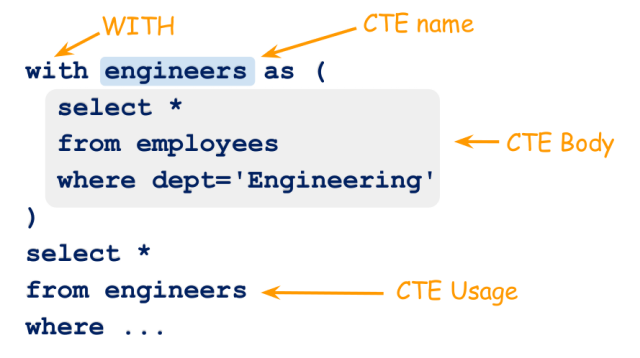 WITH
CTE name
with engineers as (
select *
from employees
where dept='Engineering'
CTE Body
)
select *
from engineers
CTE Usage
where ...